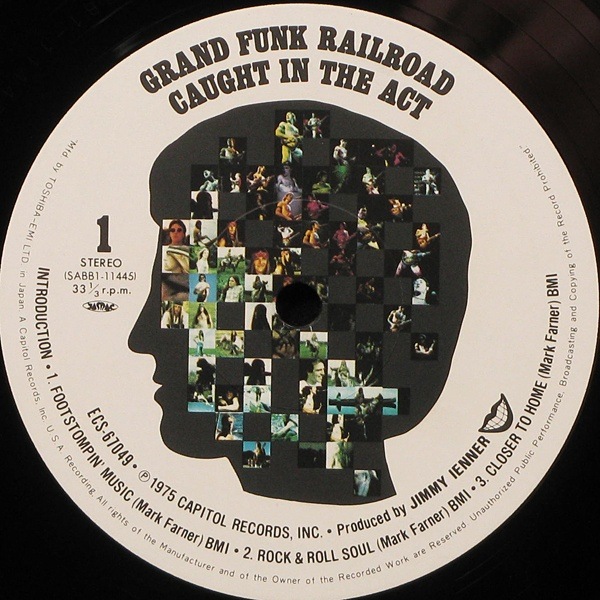 GRAND FUNK RAILROAD
CAUGHT IN THE ACT
1
STEREO
(SABB1-11445)
33 1/3 r.p.m.
INTRODUCTION • 1. FOOTSTOMPIN' MUSIC (Mark Farner) BMI • 2. ROCK & ROLL SOUL (Mark Farner) BMI • 3. CLOSER TO HOME (Mark Farner) BMI
ECS-67049 • Ⓟ 1975 CAPITOL RECORDS, INC. • Produced by JIMMY IENNER
Mfd by TOSHIBA-EMI LTD. in Japan. A Capitol Records, Inc. U.S.A. Recording. All rights of the Manufacturer and of the Owner of the Recorded Work are Reserved. Unauthorized Public Performance, Broadcasting and Copying of the Record Prohibited